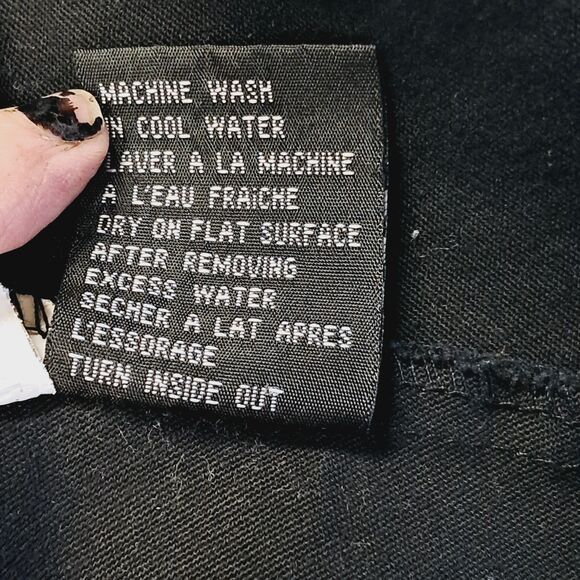 MACHINE WASH
IN COOL WATER
LAVER A LA MACHINE
A L'EAU FRAICHE
DRY ON FLAT SURFACE
AFTER REMOVING
EXCESS WATER
SECHER A LAT APRES
L'ESSORAGE
TURN INSIDE OUT